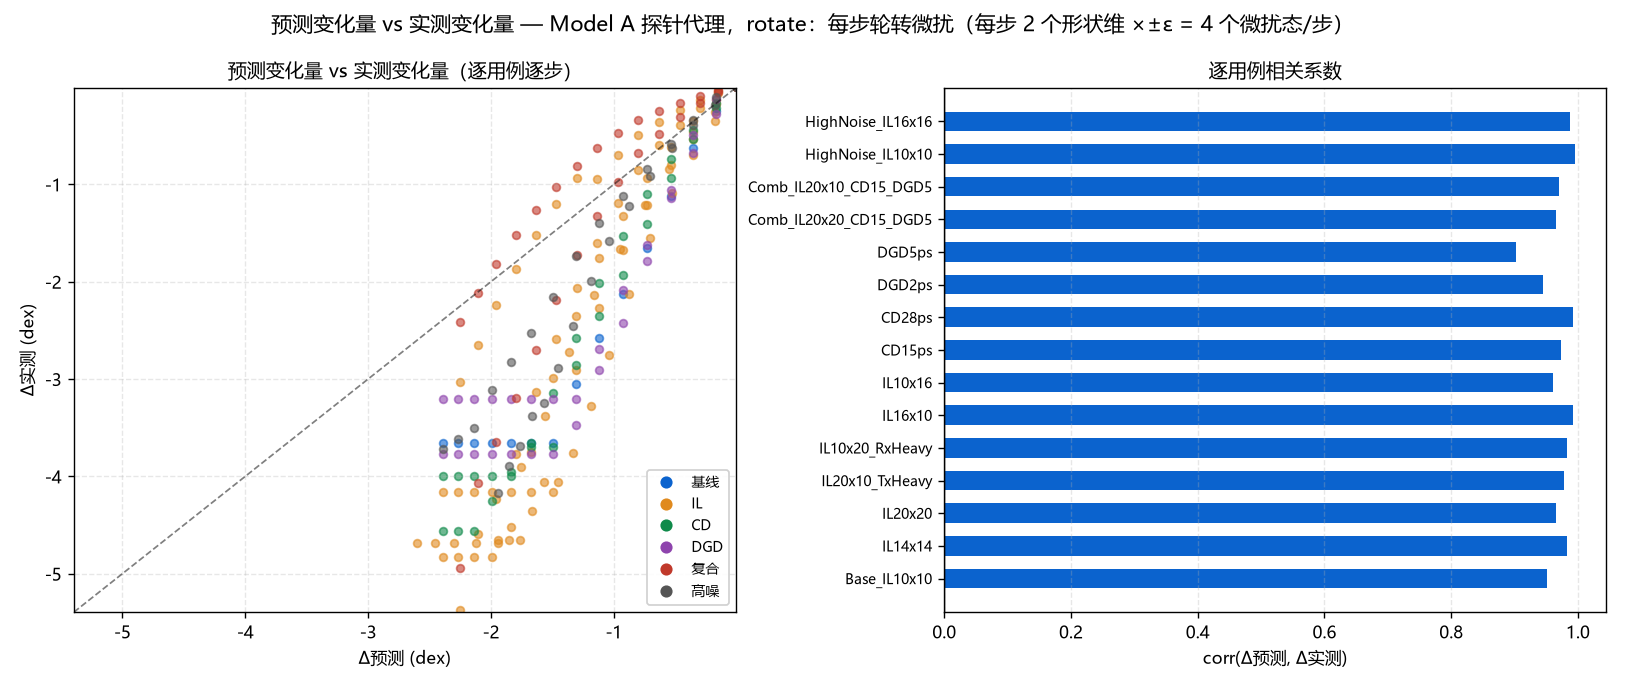 预测变化量 vs 实测变化量 — Model A 探针代理，rotate：每步轮转微扰（每步 2 个形状维 ×±ε = 4 个微扰态/步）
预测变化量 vs 实测变化量（逐用例逐步）
-1
-2
-3
-4
-5
Δ实测 (dex)
基线
IL
CD
DGD
复合
高噪
-5
-4
-3
-2
-1
Δ预测 (dex)
逐用例相关系数
HighNoise_IL16x16
HighNoise_IL10x10
Comb_IL20x10_CD15_DGD5
Comb_IL20x20_CD15_DGD5
DGD5ps
DGD2ps
CD28ps
CD15ps
IL10x16
IL16x10
IL10x20_RxHeavy
IL20x10_TxHeavy
IL20x20
IL14x14
Base_IL10x10
0.0
0.2
0.4
0.6
0.8
1.0
corr(Δ预测, Δ实测)